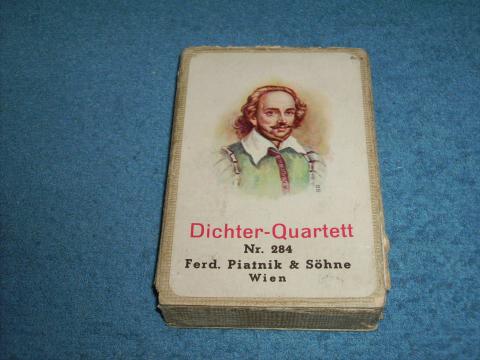 Dichter-Quartett
Nr. 284
Ferd. Piatnik & Söhne
Wien